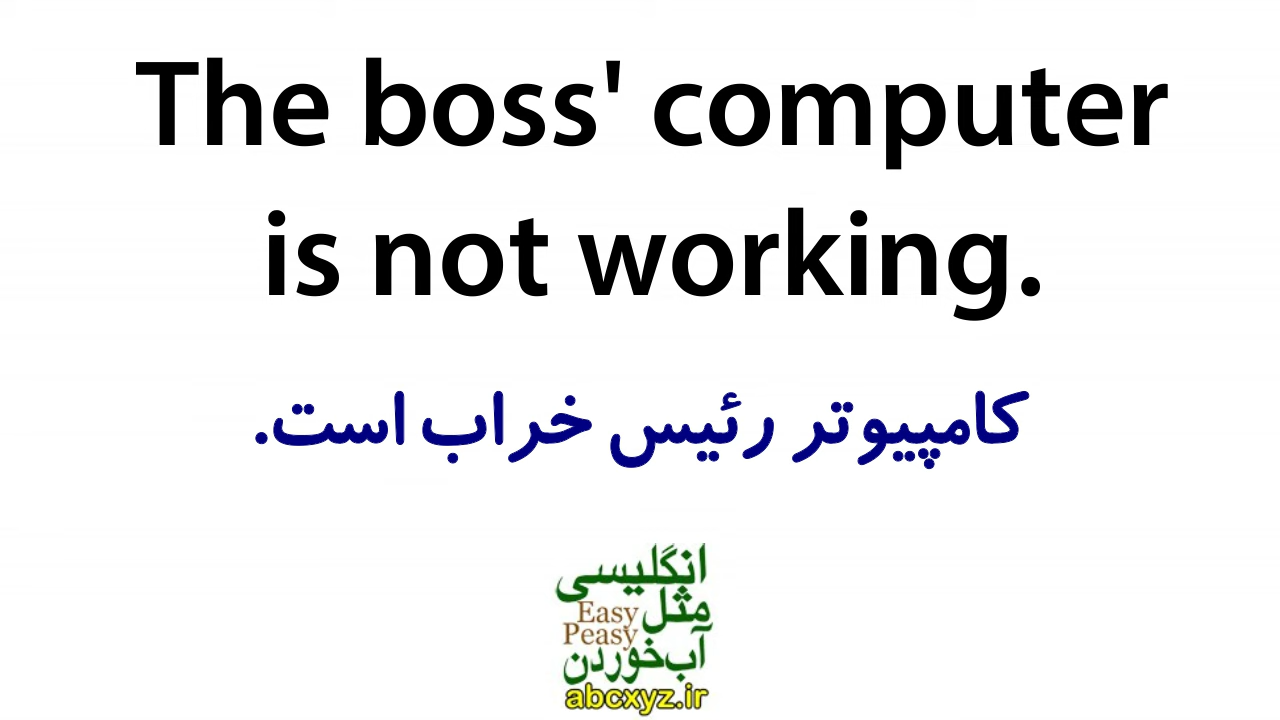 The boss' computer
is not working.
کامپیوتر رئیس خراب است.
انگلیسی
مثل Easy
Peasy
آب‌خوردن
abcxyz.ir